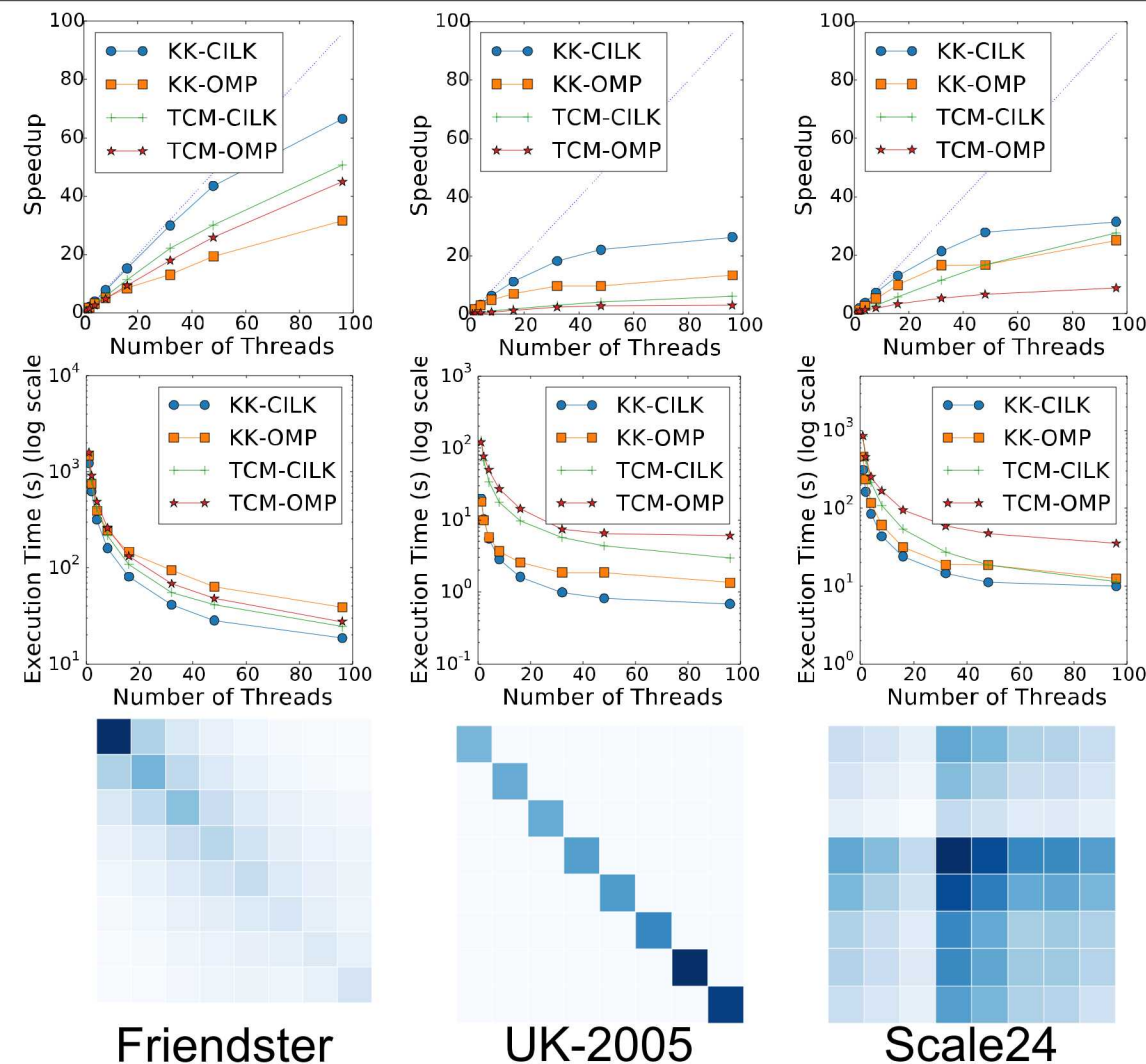 100
80
60
40
20
0
Speedup
KK-CILK
KK-OMP
TCM-CILK
TCM-OMP
0 20 40 60 80 100
Number of Threads
100
80
60
40
20
0
Speedup
KK-CILK
KK-OMP
TCM-CILK
TCM-OMP
0 20 40 60 80 100
Number of Threads
100
80
60
40
20
0
Speedup
KK-CILK
KK-OMP
TCM-CILK
TCM-OMP
0 20 40 60 80 100
Number of Threads
10^4
10^3
10^2
10^1
Execution Time (s) (log scale
KK-CILK
KK-OMP
TCM-CILK
TCM-OMP
0 20 40 60 80 100
Number of Threads
10^3
10^2
10^1
10^0
10^-1
Execution Time (s) (log scale
KK-CILK
KK-OMP
TCM-CILK
TCM-OMP
0 20 40 60 80 100
Number of Threads
10^3
10^2
10^1
10^0
Execution Time (s) (log scale
KK-CILK
KK-OMP
TCM-CILK
TCM-OMP
0 20 40 60 80 100
Number of Threads
Friendster
UK-2005
Scale24